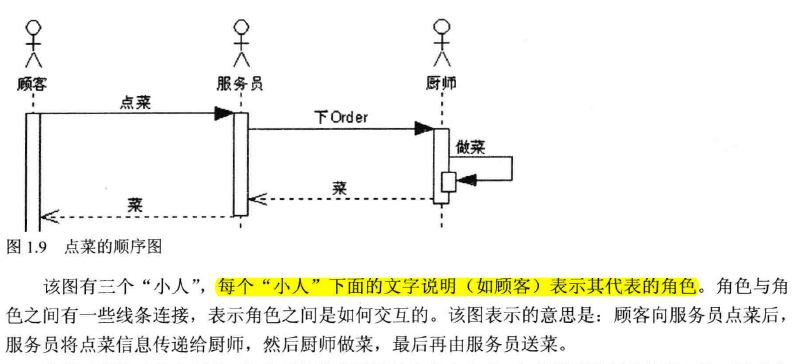 顾客
服务员
厨师
点菜
下Order
做菜
菜
菜
图 1.9 点菜的顺序图
该图有三个“小人”，每个“小人”下面的文字说明（如顾客）表示其代表的角色。角色与角
色之间有一些线条连接，表示角色之间是如何交互的。该图表示的意思是：顾客向服务员点菜后，
服务员将点菜信息传递给厨师，然后厨师做菜，最后再由服务员送菜。